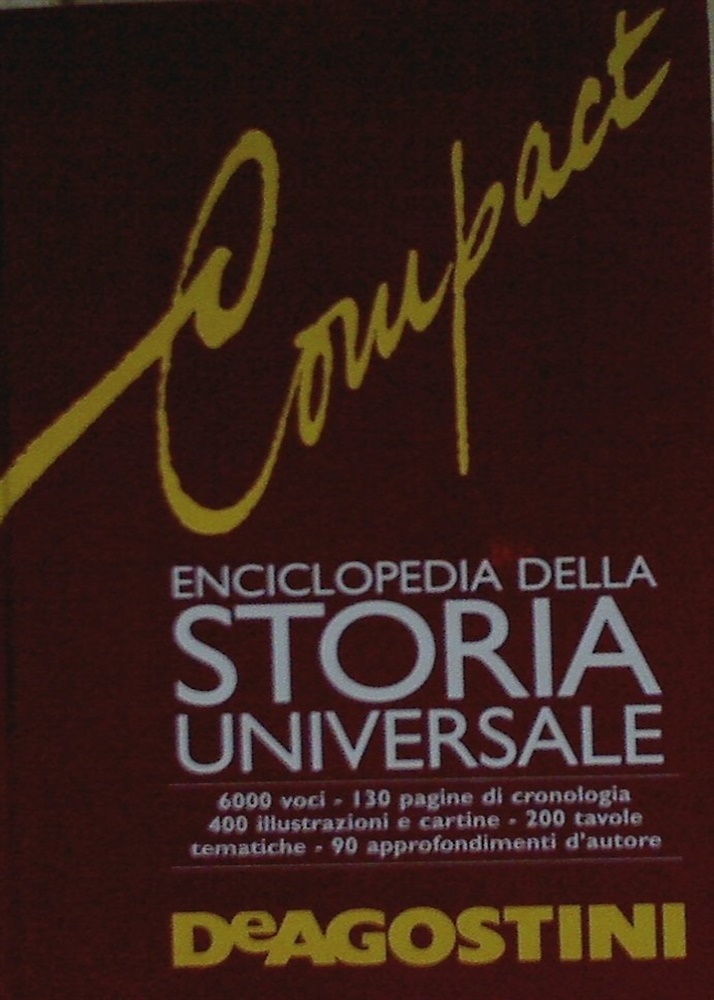 Compact
ENCICLOPEDIA DELLA
STORIA
UNIVERSALE
6000 voci - 130 pagine di cronologia
400 illustrazioni e cartine - 200 tavole
tematiche - 90 approfondimenti d'autore
DeAGOSTINI